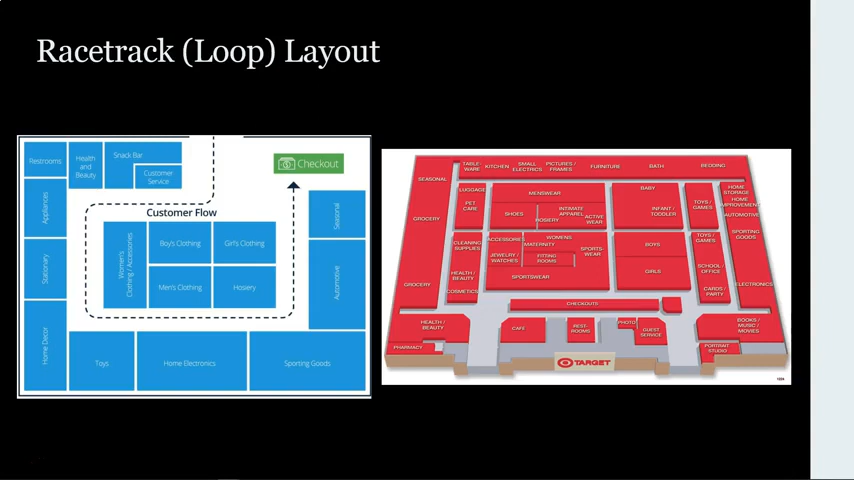 Racetrack (Loop) Layout
Restrooms
Health
and
Beauty
Snack Bar
Customer
Service
Checkout
Appliances
Customer Flow
Seasonal
Women's
Clothing / Accessories
Boy's Clothing
Girl's Clothing
Stationary
Men's Clothing
Hosiery
Automotive
Home Decor
Toys
Home Electronics
Sporting Goods
TABLE-
WARE
KITCHEN
SMALL
ELECTRICS
PICTURES /
FRAMES
FURNITURE
BATH
BEDDING
SEASONAL
LUGGAGE
MENSWEAR
BABY
HOME
STORAGE
HOME
IMPROVEMENT
PET
CARE
TOYS /
GAMES
AUTOMOTIVE
GROCERY
SHOES
HOSIERY
INTIMATE
APPAREL
ACTIVE
WEAR
INFANT /
TODDLER
SPORTING
GOODS
CLEANING
SUPPLIES
ACCESSORIES
WOMENS
MATERNITY
SPORTS-
WEAR
BOYS
TOYS /
GAMES
JEWELRY /
WATCHES
FITTING
ROOMS
HEALTH /
BEAUTY
SPORTSWEAR
GIRLS
SCHOOL /
OFFICE
GROCERY
COSMETICS
CARDS /
PARTY
ELECTRONICS
CHECKOUTS
HEALTH /
BEAUTY
CAFE
REST-
ROOMS
PHOTO
GUEST
SERVICE
BOOKS /
MUSIC /
MOVIES
PHARMACY
PORTRAIT
STUDIO
TARGET